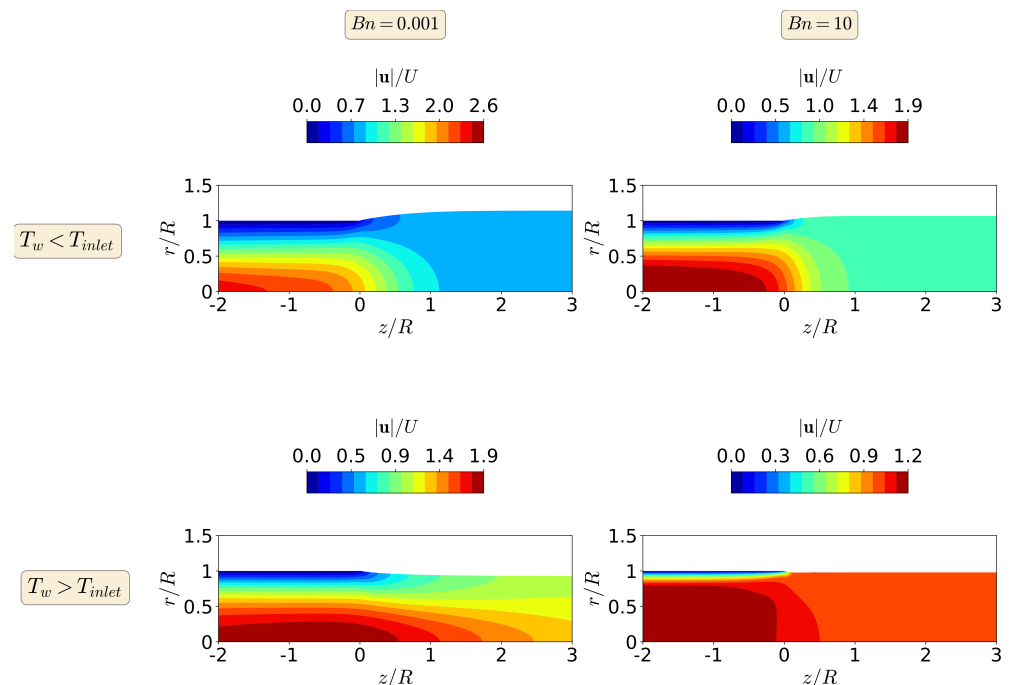 Bn = 0.001
Bn = 10
|u|/U
|u|/U
0.0 0.7 1.3 2.0 2.6
0.0 0.5 1.0 1.4 1.9
T_w < T_inlet
r/R
1.5
1
0.5
0
-2 -1 0 1 2 3
z/R
r/R
1.5
1
0.5
0
-2 -1 0 1 2 3
z/R
|u|/U
|u|/U
0.0 0.5 0.9 1.4 1.9
0.0 0.3 0.6 0.9 1.2
T_w > T_inlet
r/R
1.5
1
0.5
0
-2 -1 0 1 2 3
z/R
r/R
1.5
1
0.5
0
-2 -1 0 1 2 3
z/R